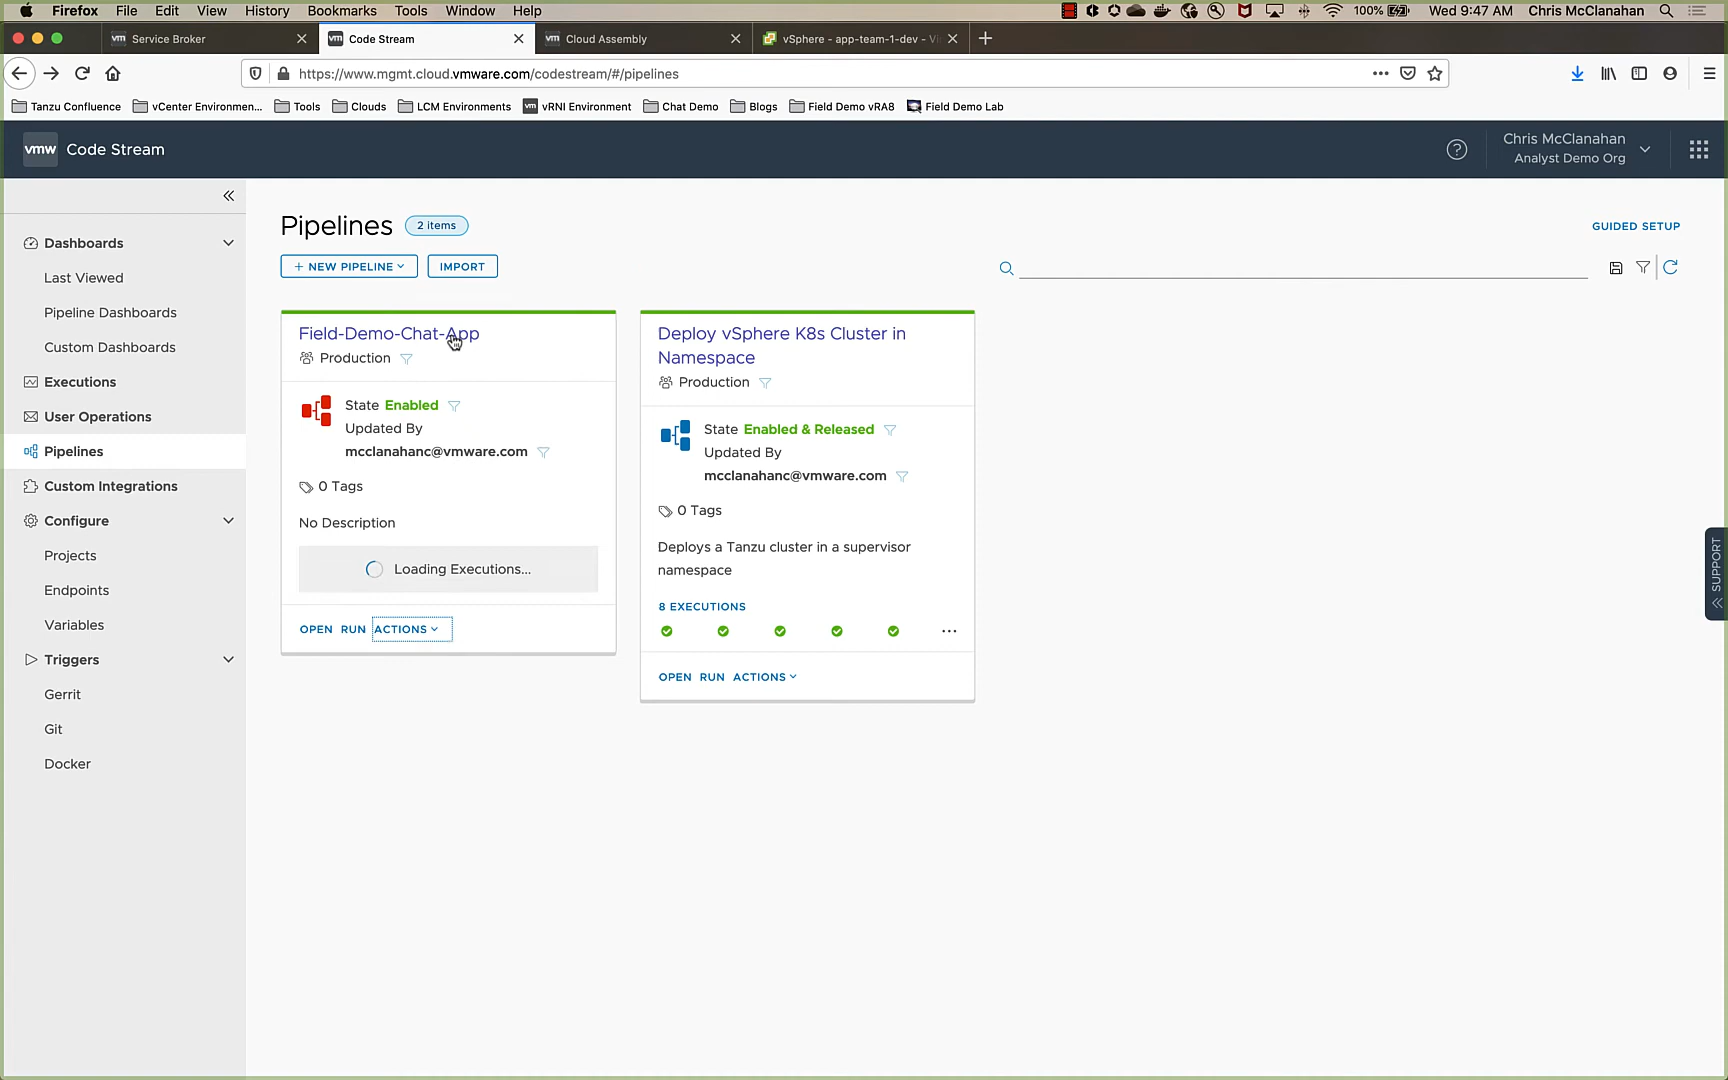 Firefox File Edit View History Bookmarks Tools Window Help 100% Wed 9:47 AM Chris McClanahan
vm Service Broker vm Code Stream vm Cloud Assembly vSphere - app-team-1-dev - Vi
https://www.mgmt.cloud.vmware.com/codestream/#/pipelines
Tanzu Confluence vCenter Environmen... Tools Clouds LCM Environments vm vRNI Environment Chat Demo Blogs Field Demo vRA8 Field Demo Lab
vmw Code Stream
Chris McClanahan
Analyst Demo Org
Dashboards
Last Viewed
Pipeline Dashboards
Custom Dashboards
Executions
User Operations
Pipelines
Custom Integrations
Configure
Projects
Endpoints
Variables
Triggers
Gerrit
Git
Docker
Pipelines 2 items
GUIDED SETUP
+ NEW PIPELINE IMPORT
Field-Demo-Chat-App
Production
State Enabled
Updated By
mcclanahanc@vmware.com
0 Tags
No Description
Loading Executions...
OPEN RUN ACTIONS
Deploy vSphere K8s Cluster in
Namespace
Production
State Enabled & Released
Updated By
mcclanahanc@vmware.com
0 Tags
Deploys a Tanzu cluster in a supervisor
namespace
8 EXECUTIONS
OPEN RUN ACTIONS
SUPPORT